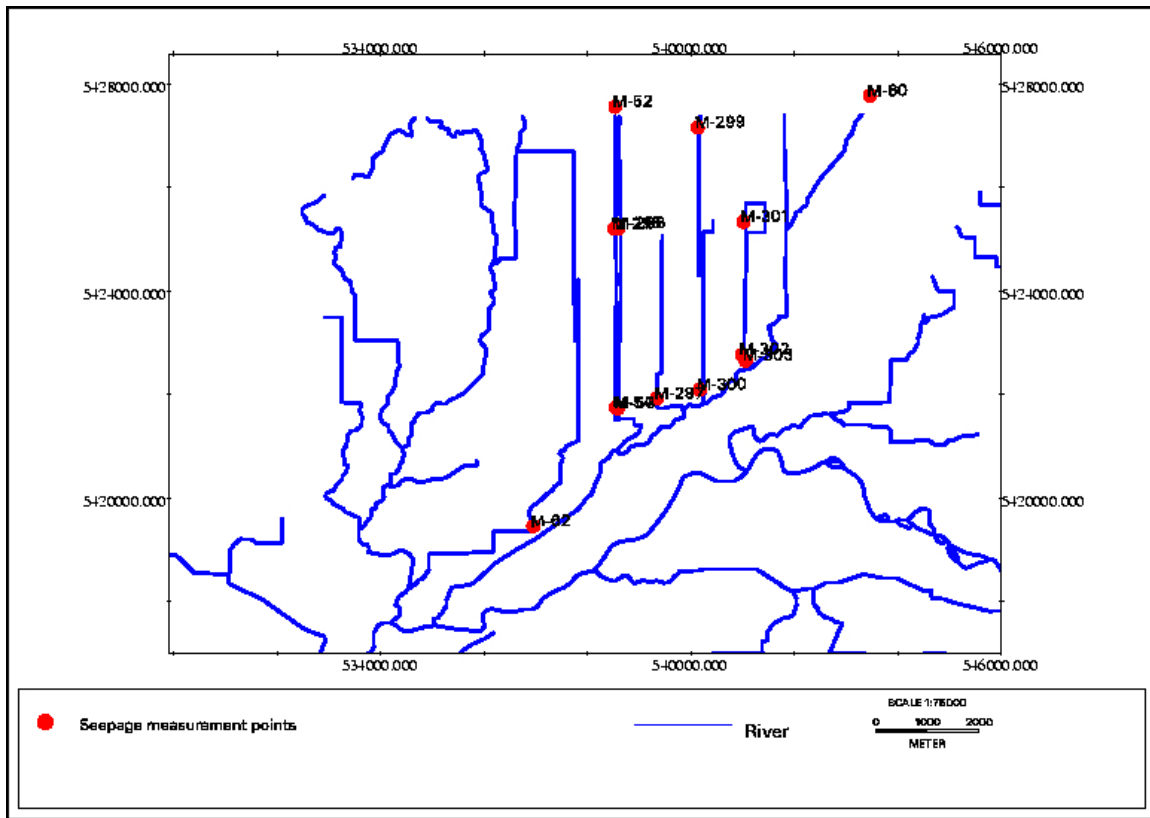 534000.000 540000.000 546000.000
5428000.000 5428000.000
M-60
M-52
M-299
M-301
5424000.000 5424000.000
M-302
M-303
M-300
M-297
5420000.000 5420000.000
M-62
534000.000 540000.000 546000.000
Seepage measurement points
River
SCALE 1:75000
0 1000 2000
METER